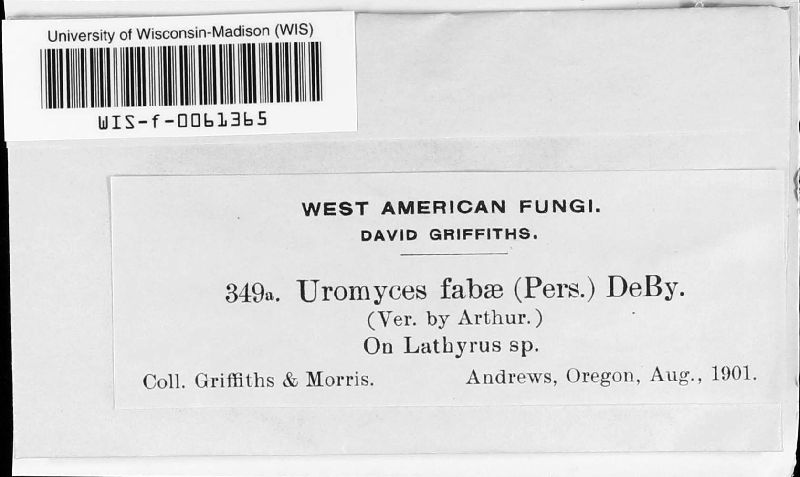 University of Wisconsin-Madison (WIS)
WIS-f-0061365
WEST AMERICAN FUNGI.
DAVID GRIFFITHS.
349a. Uromyces fabæ (Pers.) DeBy.
(Ver. by Arthur.)
On Lathyrus sp.
Coll. Griffiths & Morris. Andrews, Oregon, Aug., 1901.